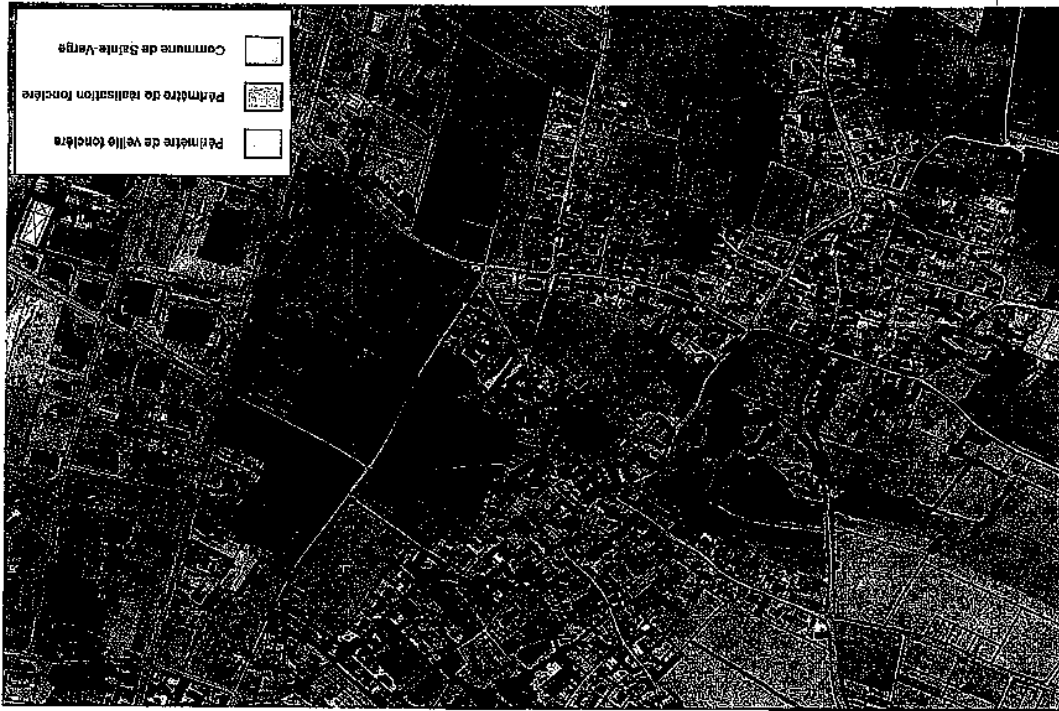 Périmètre de veille foncière
Périmètre de réalisation foncière
Commune de Sainte-Verge